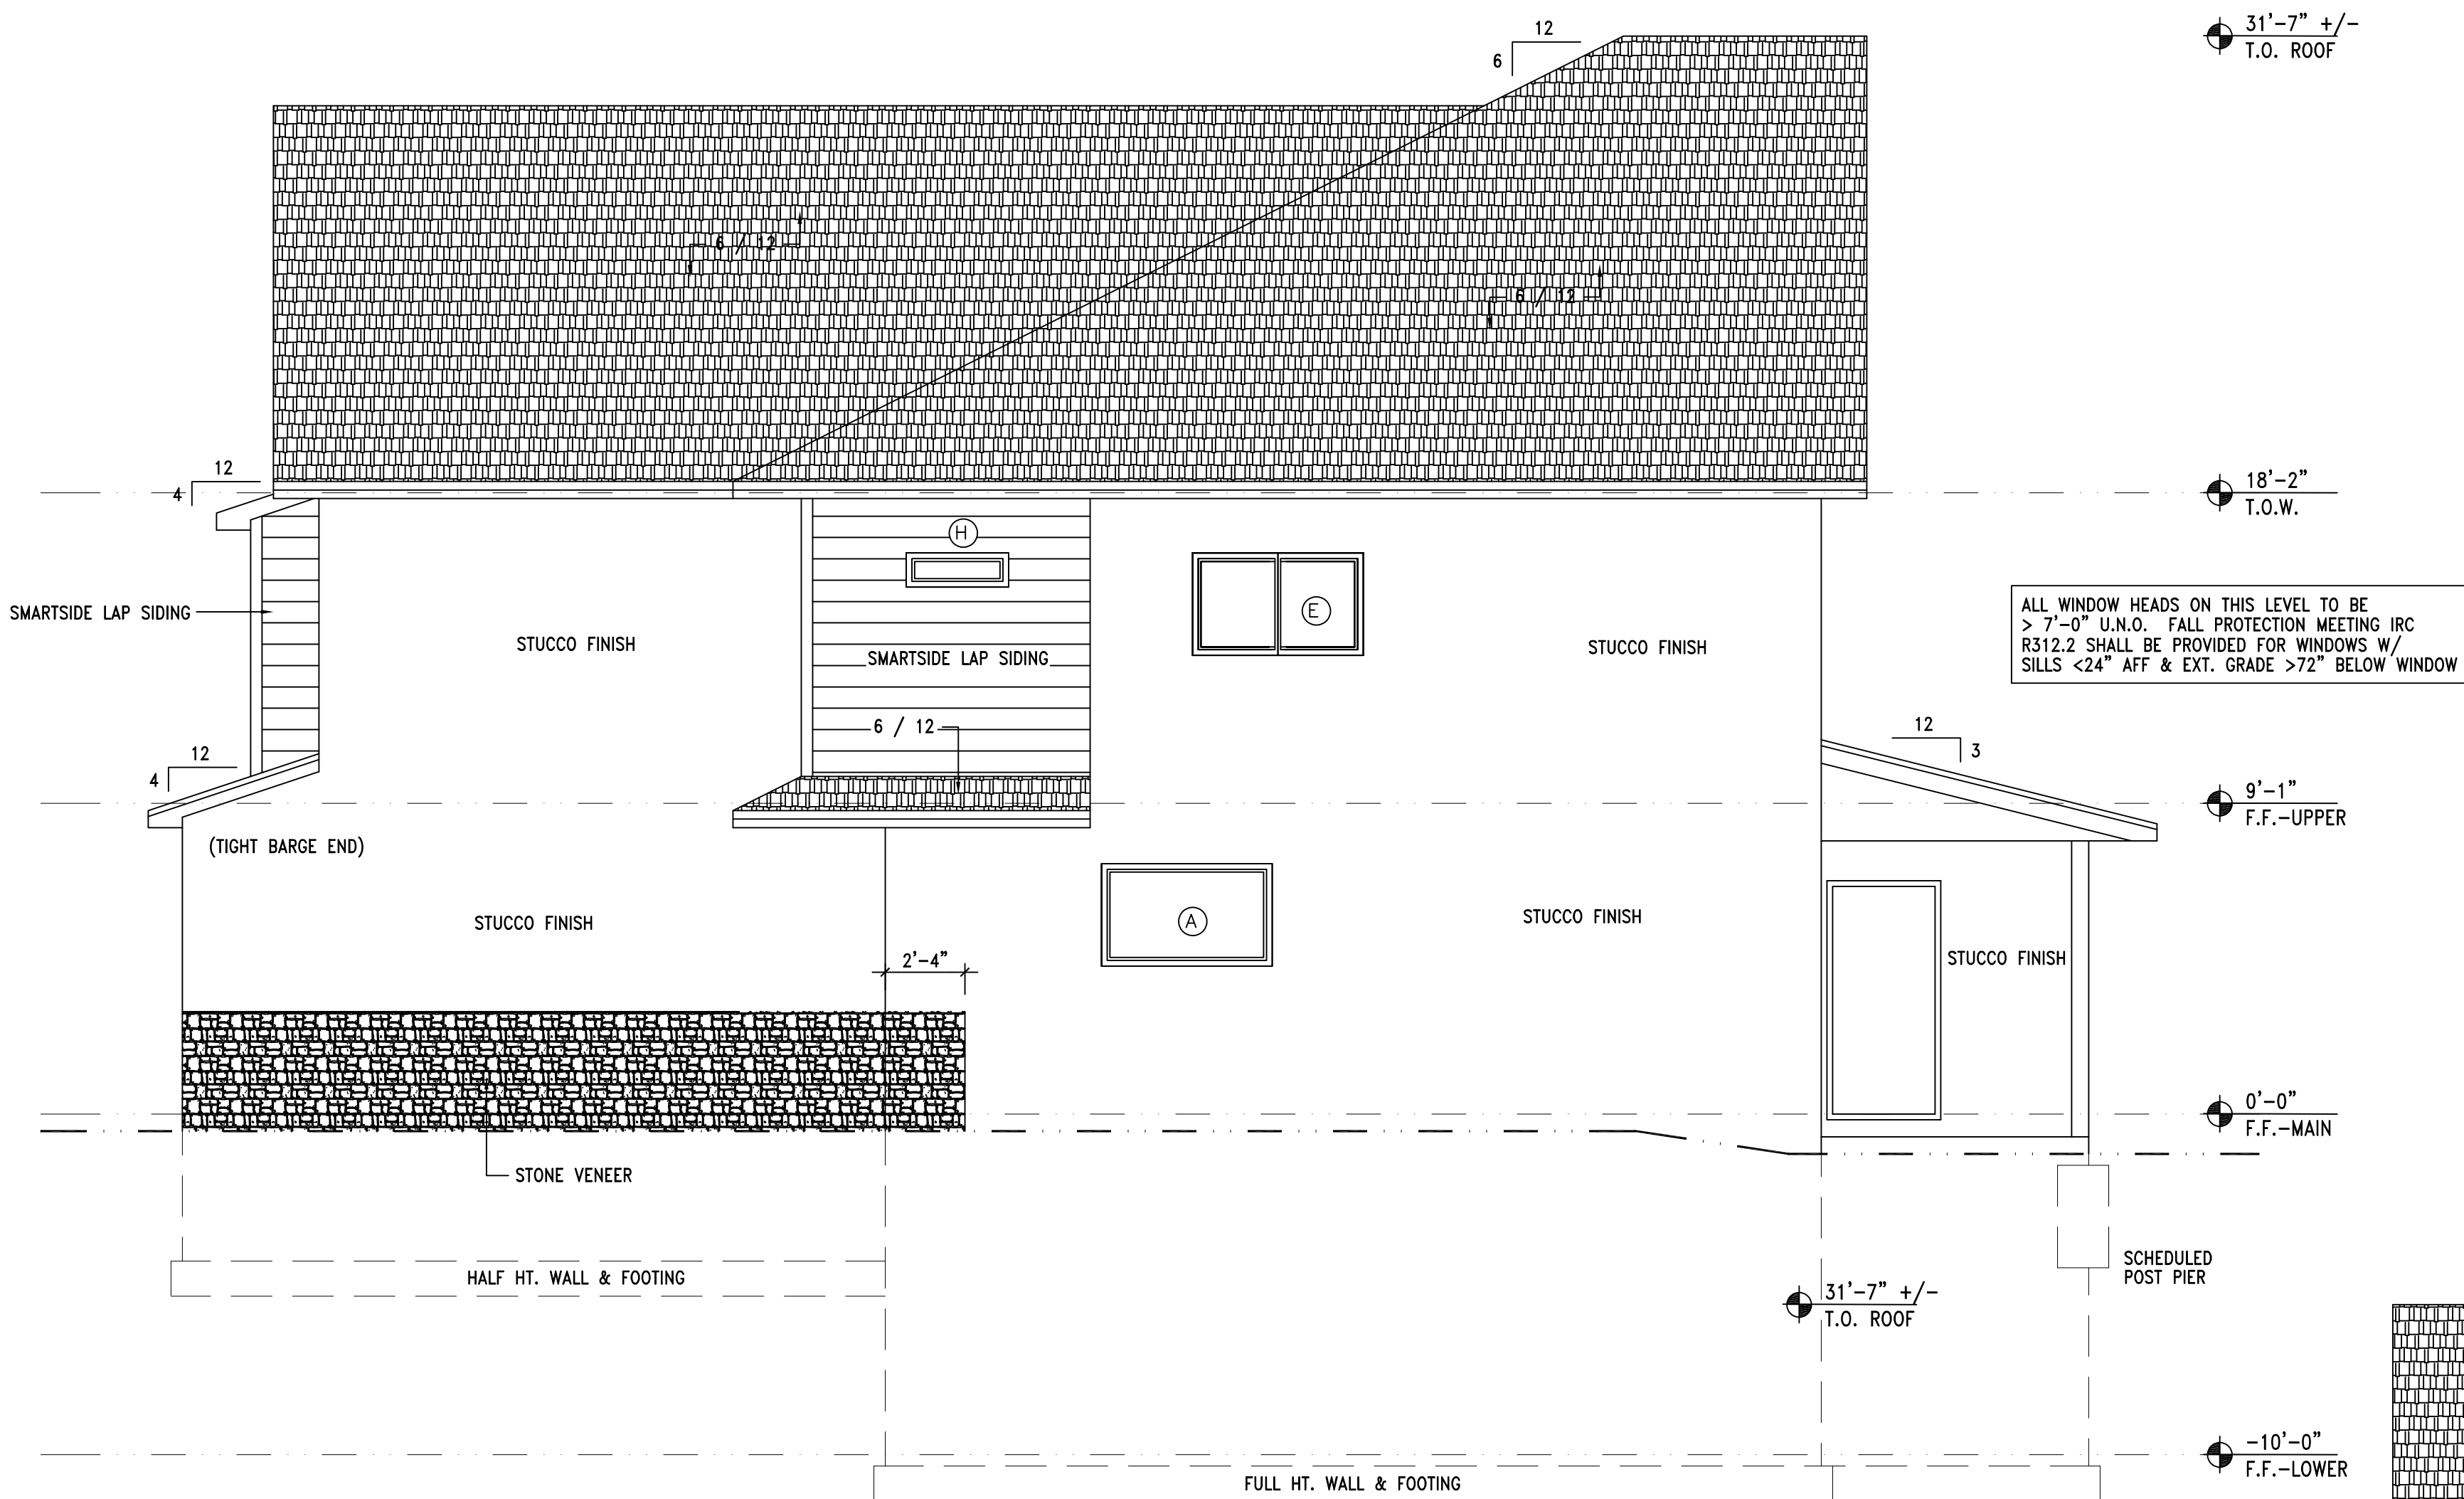 31'-7" +/-
T.O. ROOF
12
6
6 / 12
6 / 12
12
4
18'-2"
T.O.W.
H
SMARTSIDE LAP SIDING
STUCCO FINISH
E
SMARTSIDE LAP SIDING
STUCCO FINISH
ALL WINDOW HEADS ON THIS LEVEL TO BE
> 7'-0" U.N.O. FALL PROTECTION MEETING IRC
R312.2 SHALL BE PROVIDED FOR WINDOWS W/
SILLS <24" AFF & EXT. GRADE >72" BELOW WINDOW
6 / 12
12
3
12
4
9'-1"
F.F.-UPPER
(TIGHT BARGE END)
STUCCO FINISH
A
STUCCO FINISH
2'-4"
STUCCO FINISH
0'-0"
F.F.-MAIN
STONE VENEER
HALF HT. WALL & FOOTING
SCHEDULED
POST PIER
31'-7" +/-
T.O. ROOF
-10'-0"
F.F.-LOWER
FULL HT. WALL & FOOTING